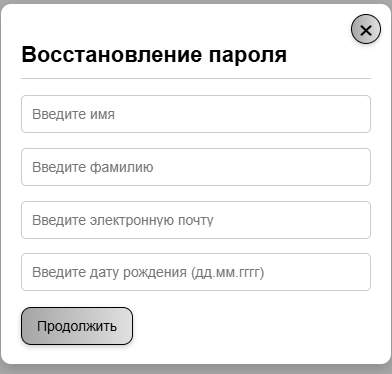 Восстановление пароля
Введите имя
Введите фамилию
Введите электронную почту
Введите дату рождения (дд.мм.гггг)
Продолжить